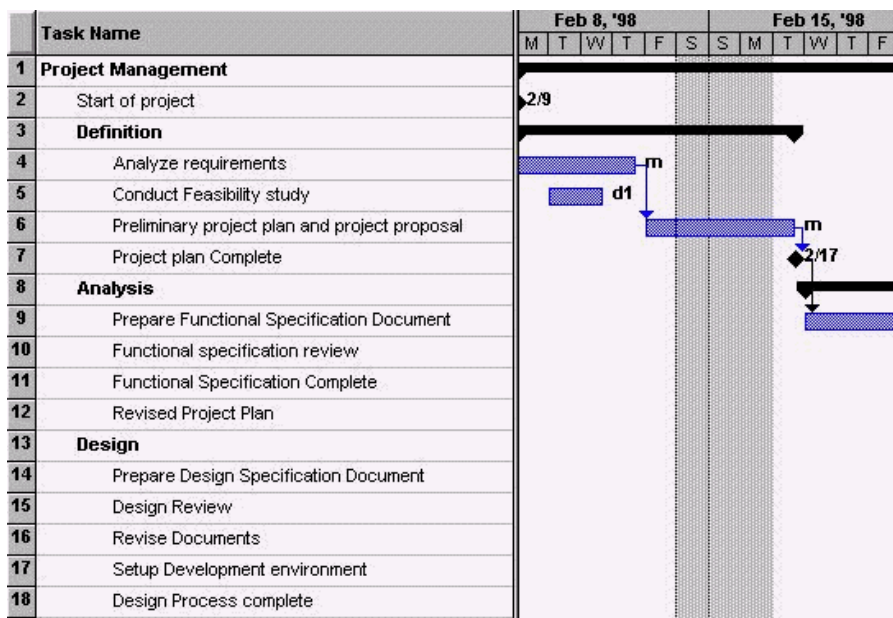 Task Name
Feb 8, '98 Feb 15, '98
M T W T F S S M T W T F
1 Project Management
2 Start of project 2/9
3 Definition
4 Analyze requirements m
5 Conduct Feasibility study d1
6 Preliminary project plan and project proposal m
7 Project plan Complete 2/17
8 Analysis
9 Prepare Functional Specification Document
10 Functional specification review
11 Functional Specification Complete
12 Revised Project Plan
13 Design
14 Prepare Design Specification Document
15 Design Review
16 Revise Documents
17 Setup Development environment
18 Design Process complete